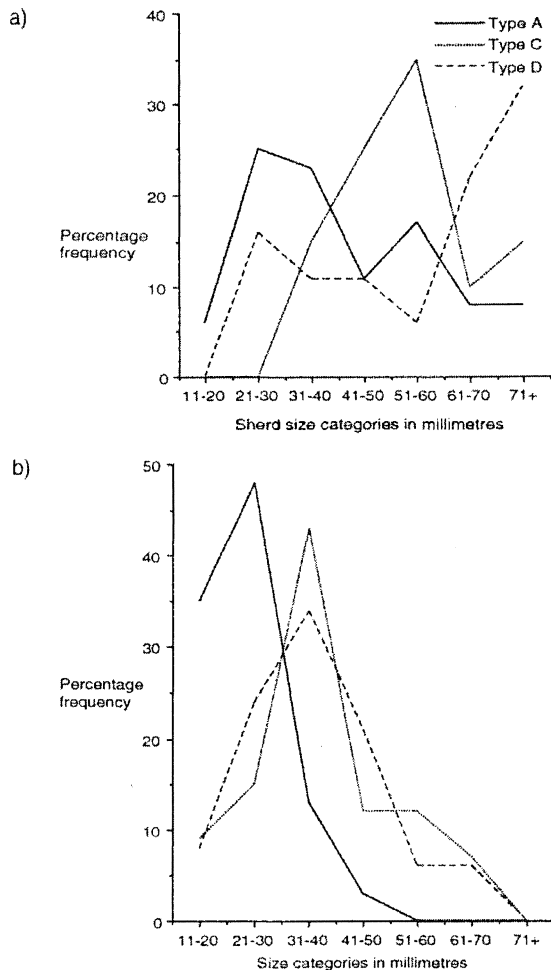 a)
40
30
20
10
0
Percentage
frequency
Type A
Type C
Type D
11-20 21-30 31-40 41-50 51-60 61-70 71+
Sherd size categories in millimetres
b)
50
40
30
20
10
0
Percentage
frequency
11-20 21-30 31-40 41-50 51-60 61-70 71+
Size categories in millimetres